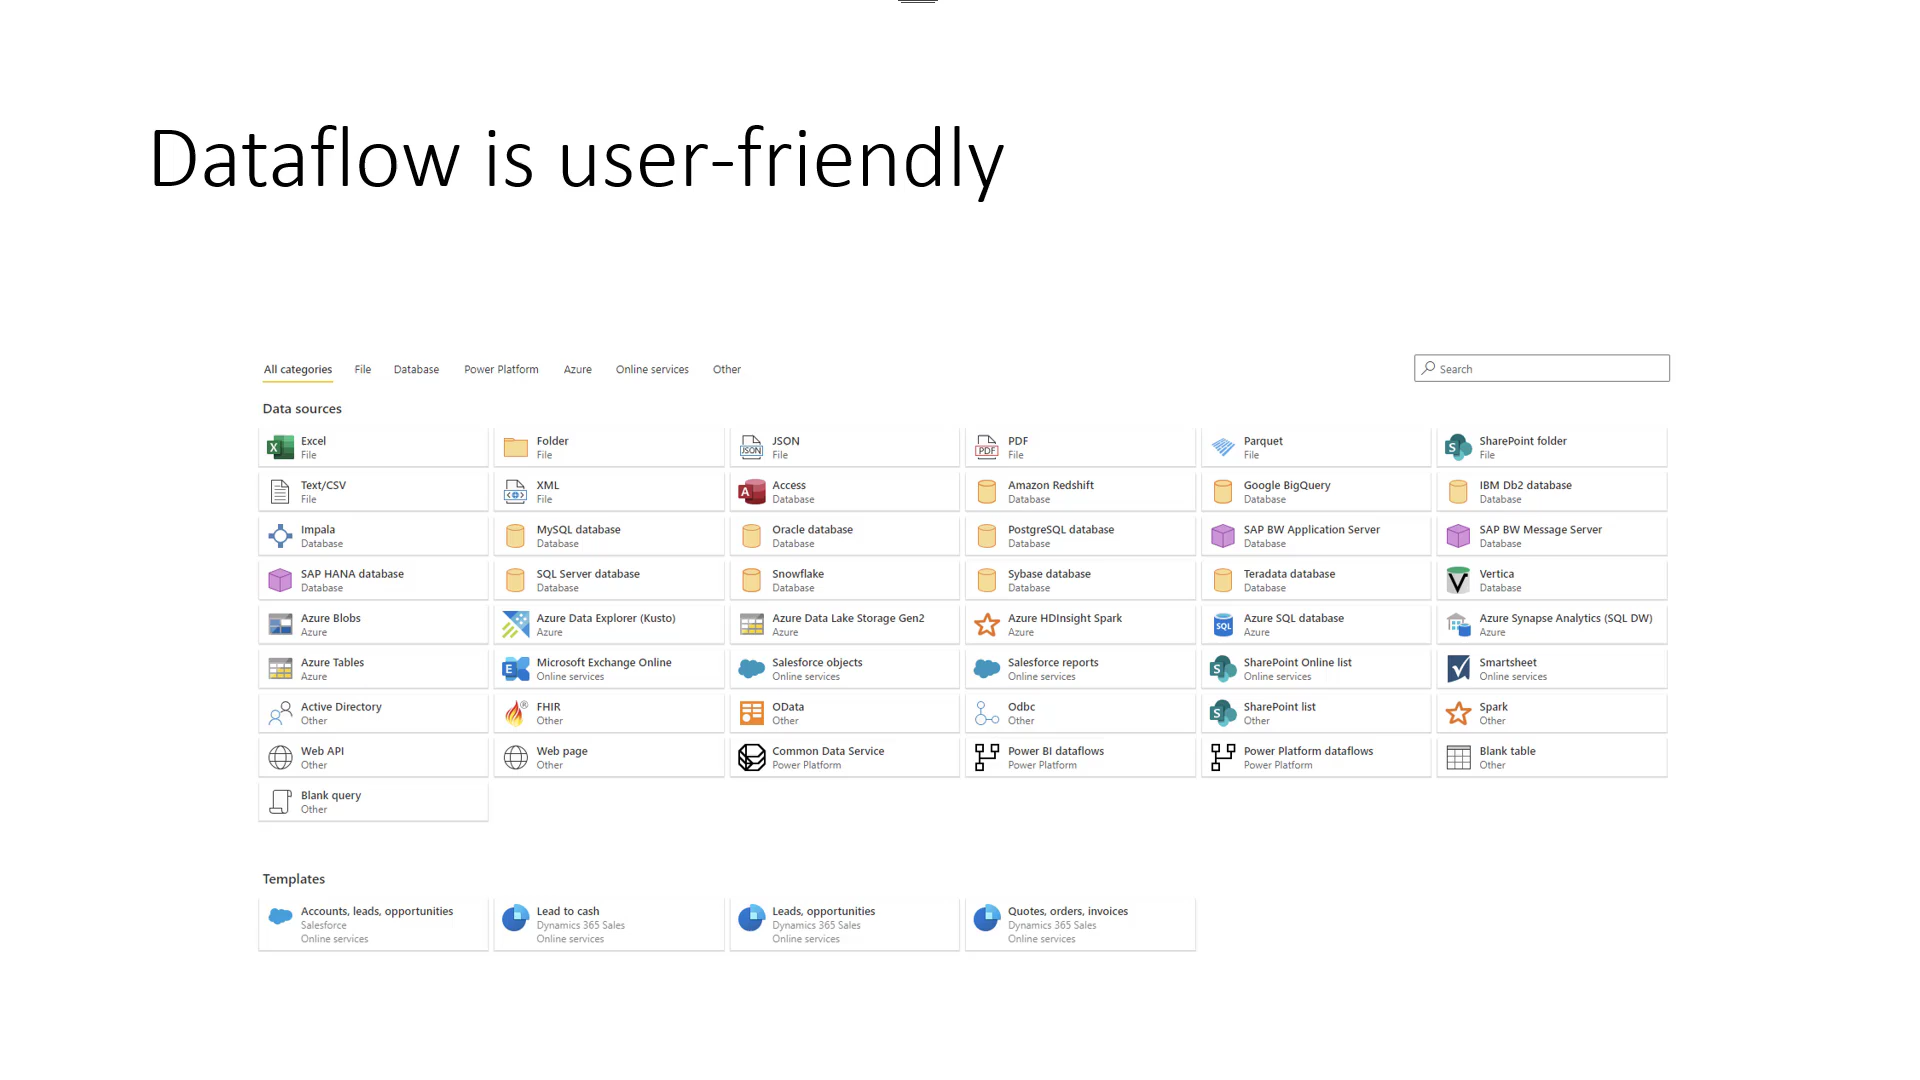 Dataflow is user-friendly
All categories File Database Power Platform Azure Online services Other Search
Data sources
Excel Folder JSON PDF Parquet SharePoint folder
File File File File File File
Text/CSV XML Access Amazon Redshift Google BigQuery IBM Db2 database
File File Database Database Database Database
Impala MySQL database Oracle database PostgreSQL database SAP BW Application Server SAP BW Message Server
Database Database Database Database Database Database
SAP HANA database SQL Server database Snowflake Sybase database Teradata database Vertica
Database Database Database Database Database Database
Azure Blobs Azure Data Explorer (Kusto) Azure Data Lake Storage Gen2 Azure HDInsight Spark Azure SQL database Azure Synapse Analytics (SQL DW)
Azure Azure Azure Azure Azure Azure
Azure Tables Microsoft Exchange Online Salesforce objects Salesforce reports SharePoint Online list Smartsheet
Azure Online services Online services Online services Online services Online services
Active Directory FHIR OData Odbc SharePoint list Spark
Other Other Other Other Other Other
Web API Web page Common Data Service Power BI dataflows Power Platform dataflows Blank table
Other Other Power Platform Power Platform Power Platform Other
Blank query
Other
Templates
Accounts, leads, opportunities Lead to cash Leads, opportunities Quotes, orders, invoices
Salesforce Dynamics 365 Sales Dynamics 365 Sales Dynamics 365 Sales
Online services Online services Online services Online services